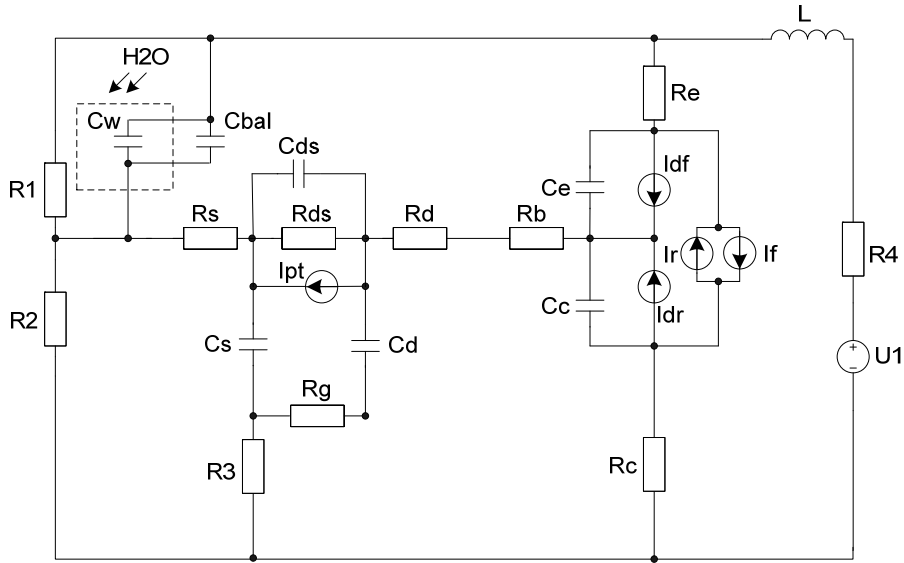 L
H2O
Re
Cw
Cbal
Cds
R1
Ce
Idf
Rs
Rds
Rd
Rb
Ir
If
R4
Ipt
R2
Cc
Idr
Cs
Cd
+
−
U1
Rg
R3
Rc